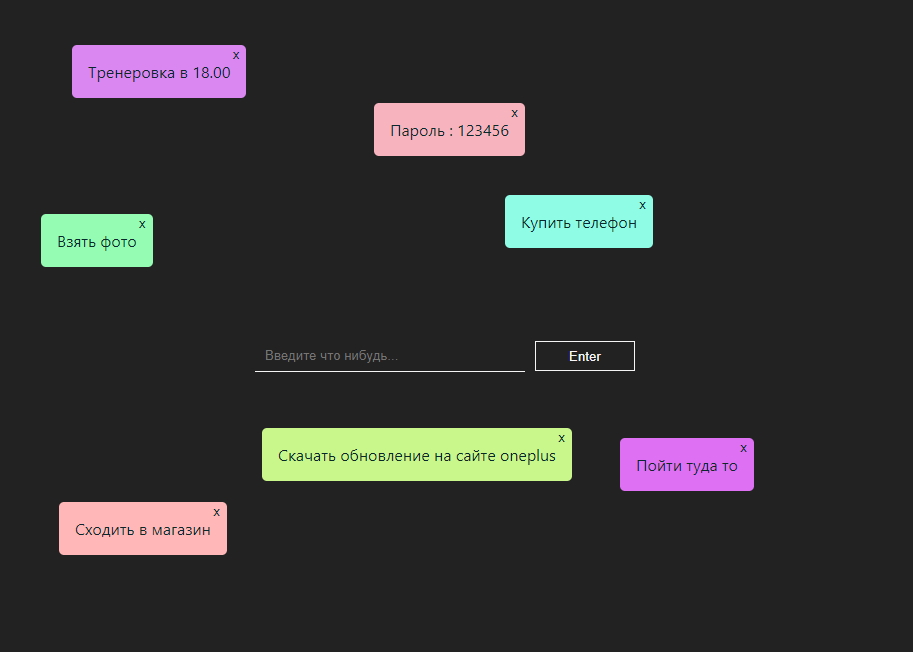 x
Тренеровка в 18.00
x
Пароль : 123456
x
Купить телефон
x
Взять фото
Введите что нибудь...
Enter
x
Скачать обновление на сайте oneplus
x
Пойти туда то
x
Сходить в магазин